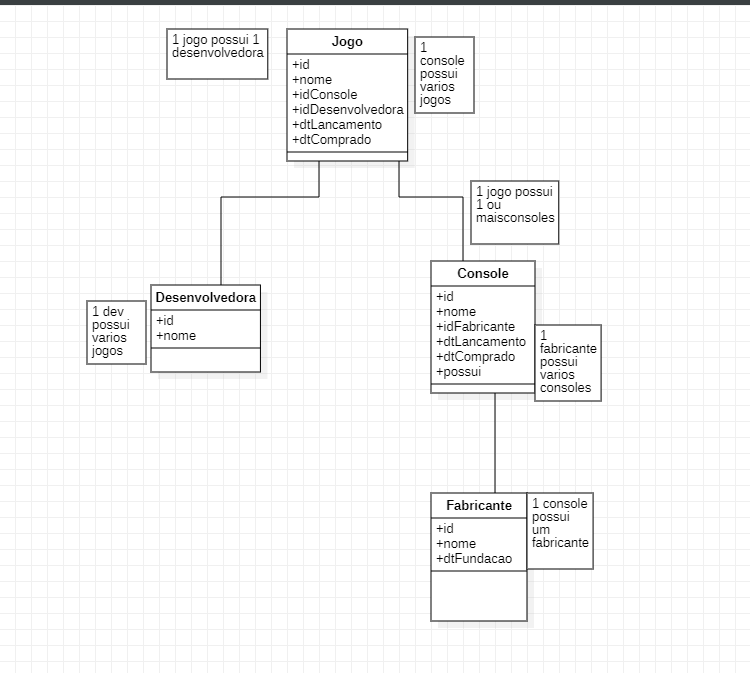 1 jogo possui 1
desenvolvedora
Jogo
+id
+nome
+idConsole
+idDesenvolvedora
+dtLancamento
+dtComprado
1
console
possui
varios
jogos
1 jogo possui
1 ou
maisconsoles
1 dev
possui
varios
jogos
Desenvolvedora
+id
+nome
Console
+id
+nome
+idFabricante
+dtLancamento
+dtComprado
+possui
1
fabricante
possui
varios
consoles
Fabricante
+id
+nome
+dtFundacao
1 console
possui
um
fabricante